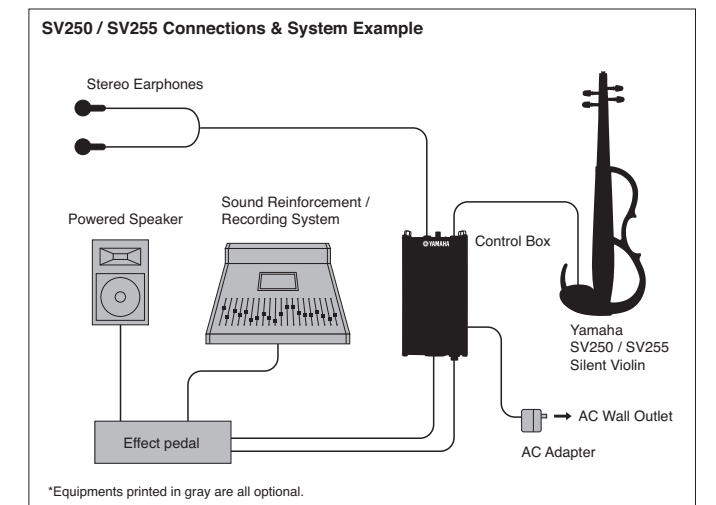 SV250 / SV255 Connections & System Example
Stereo Earphones
Sound Reinforcement /
Recording System
Powered Speaker
YAMAHA
Control Box
Yamaha
SV250 / SV255
Silent Violin
AC Wall Outlet
AC Adapter
Effect pedal
*Equipments printed in gray are all optional.